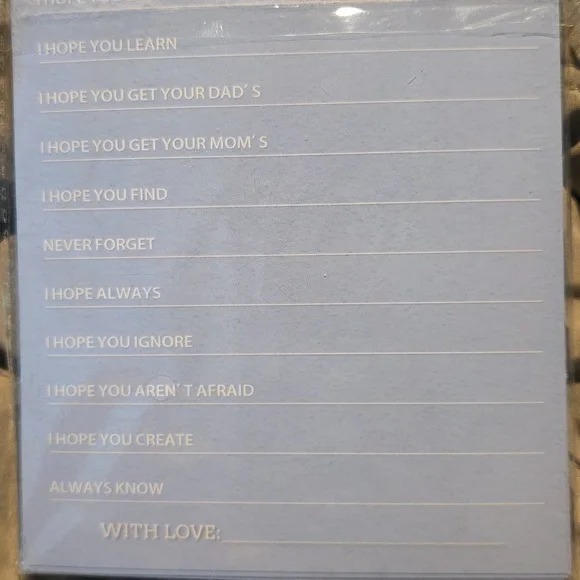 I HOPE YOU LEARN
I HOPE YOU GET YOUR DAD'S
I HOPE YOU GET YOUR MOM'S
I HOPE YOU FIND
NEVER FORGET
I HOPE ALWAYS
I HOPE YOU IGNORE
I HOPE YOU AREN'T AFRAID
I HOPE YOU CREATE
ALWAYS KNOW
WITH LOVE: